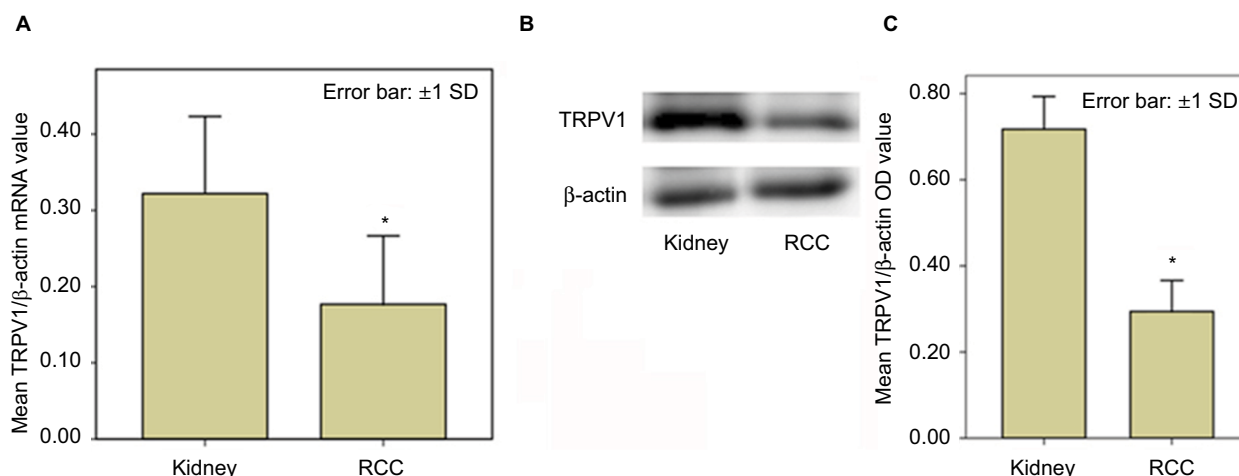 A
Mean TRPV1/β-actin mRNA value
Error bar: ±1 SD
0.40
0.30
0.20
0.10
0.00
*
Kidney
RCC
B
TRPV1
β-actin
Kidney
RCC
C
Mean TRPV1/β-actin OD value
Error bar: ±1 SD
0.80
0.60
0.40
0.20
0.00
*
Kidney
RCC